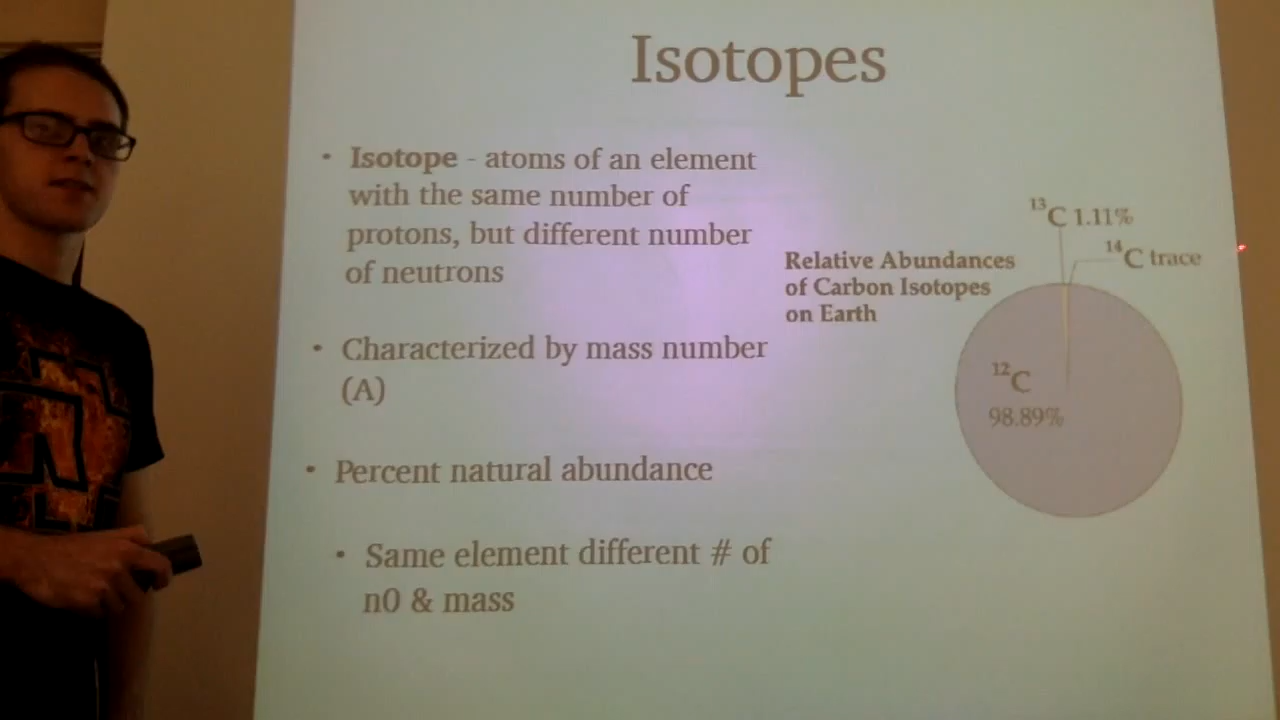 Isotopes
• Isotope - atoms of an element
with the same number of
protons, but different number
of neutrons
• Characterized by mass number
(A)
• Percent natural abundance
• Same element different # of
n0 & mass
Relative Abundances
of Carbon Isotopes
on Earth
¹³C 1.11%
¹⁴C trace
¹²C
98.89%